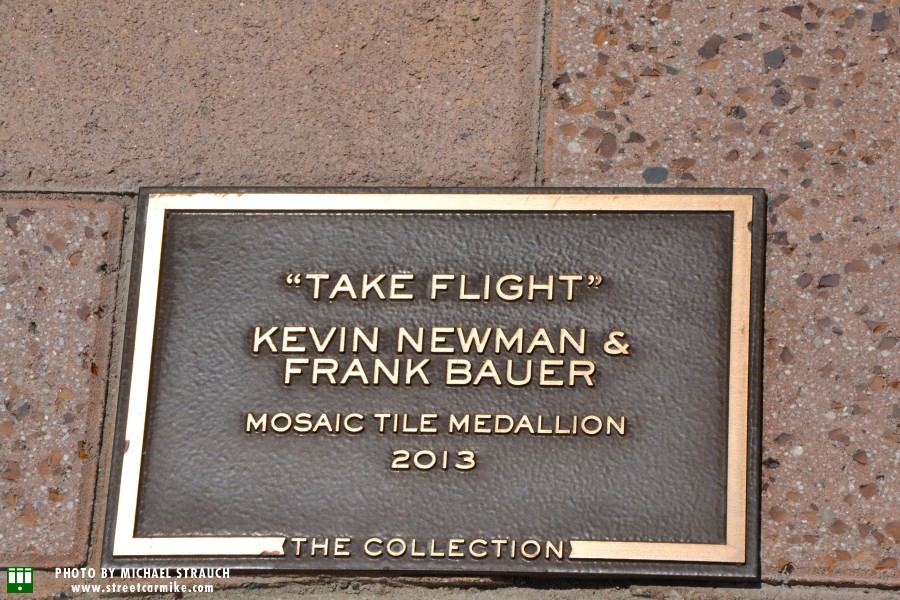 “TAKE FLIGHT”
KEVIN NEWMAN &
FRANK BAUER
MOSAIC TILE MEDALLION
2013
THE COLLECTION
PHOTO BY MICHAEL STRAUCH
www.streetcarmike.com